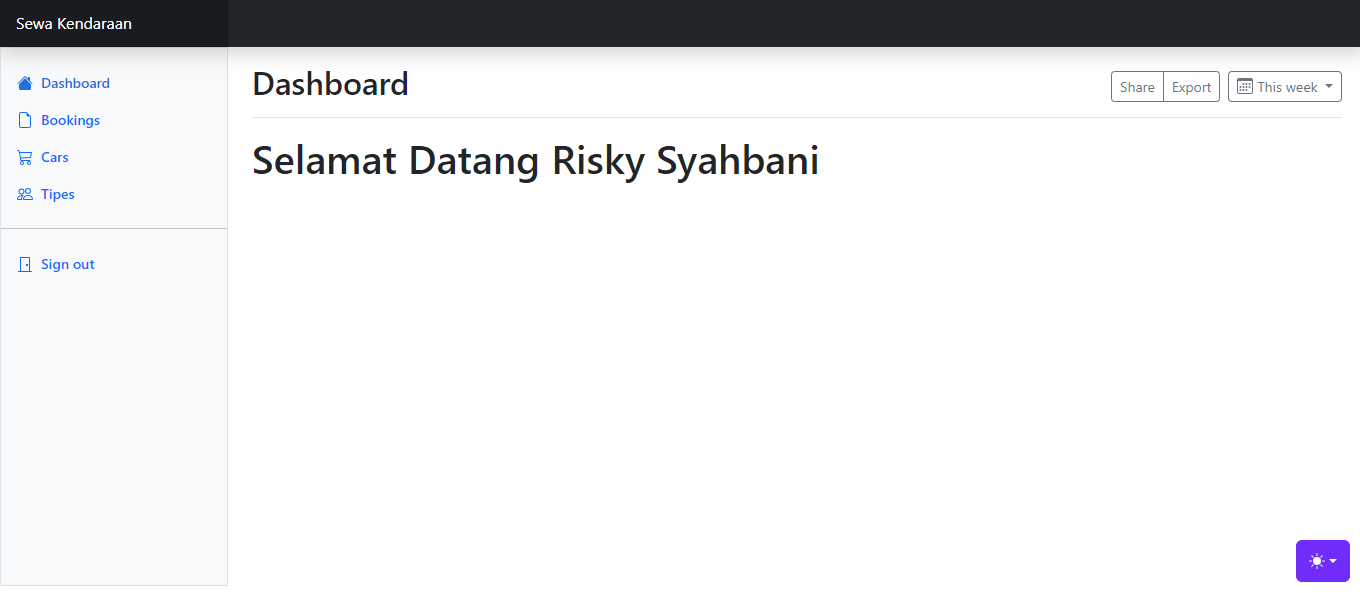 Sewa Kendaraan
Dashboard
Bookings
Cars
Tipes
Sign out
Dashboard
Share
Export
This week
Selamat Datang Risky Syahbani